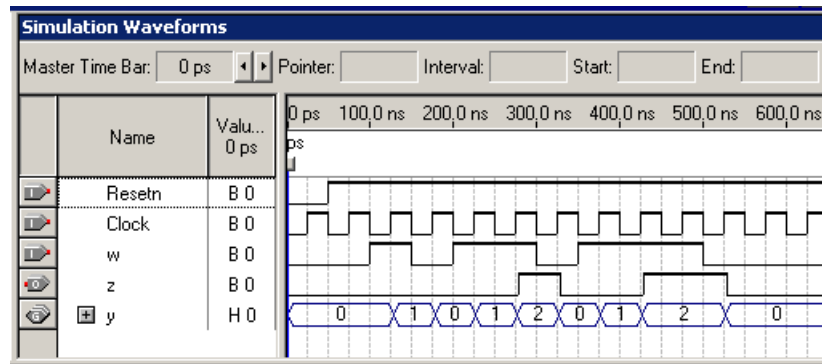 Simulation Waveforms
Master Time Bar: 0 ps Pointer: Interval: Start: End:
Name Valu... 0 ps
0 ps 100.0 ns 200.0 ns 300.0 ns 400.0 ns 500.0 ns 600.0 ns
ps
Resetn B 0
Clock B 0
w B 0
z B 0
y H 0 0 1 0 1 2 0 1 2 0